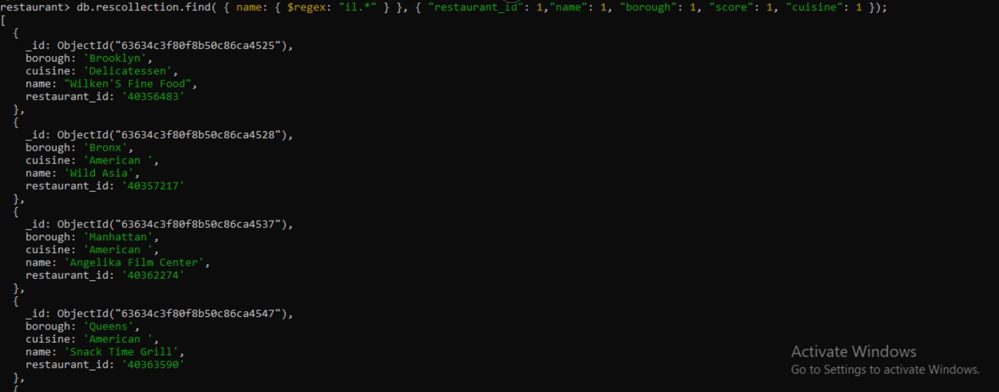 restaurant> db.rescollection.find( { name: { $regex: "il.*" } }, { "restaurant_id": 1,"name": 1, "borough": 1, "score": 1, "cuisine": 1 });
[
  {
    _id: ObjectId("63634c3f80f8b50c86ca4525"),
    borough: 'Brooklyn',
    cuisine: 'Delicatessen',
    name: "Wilken'S Fine Food",
    restaurant_id: '40356483'
  },
  {
    _id: ObjectId("63634c3f80f8b50c86ca4528"),
    borough: 'Bronx',
    cuisine: 'American ',
    name: 'Wild Asia',
    restaurant_id: '40357217'
  },
  {
    _id: ObjectId("63634c3f80f8b50c86ca4537"),
    borough: 'Manhattan',
    cuisine: 'American ',
    name: 'Angelika Film Center',
    restaurant_id: '40362274'
  },
  {
    _id: ObjectId("63634c3f80f8b50c86ca4547"),
    borough: 'Queens',
    cuisine: 'American ',
    name: 'Snack Time Grill',
    restaurant_id: '40363590'
  },
  {
Activate Windows
Go to Settings to activate Windows.